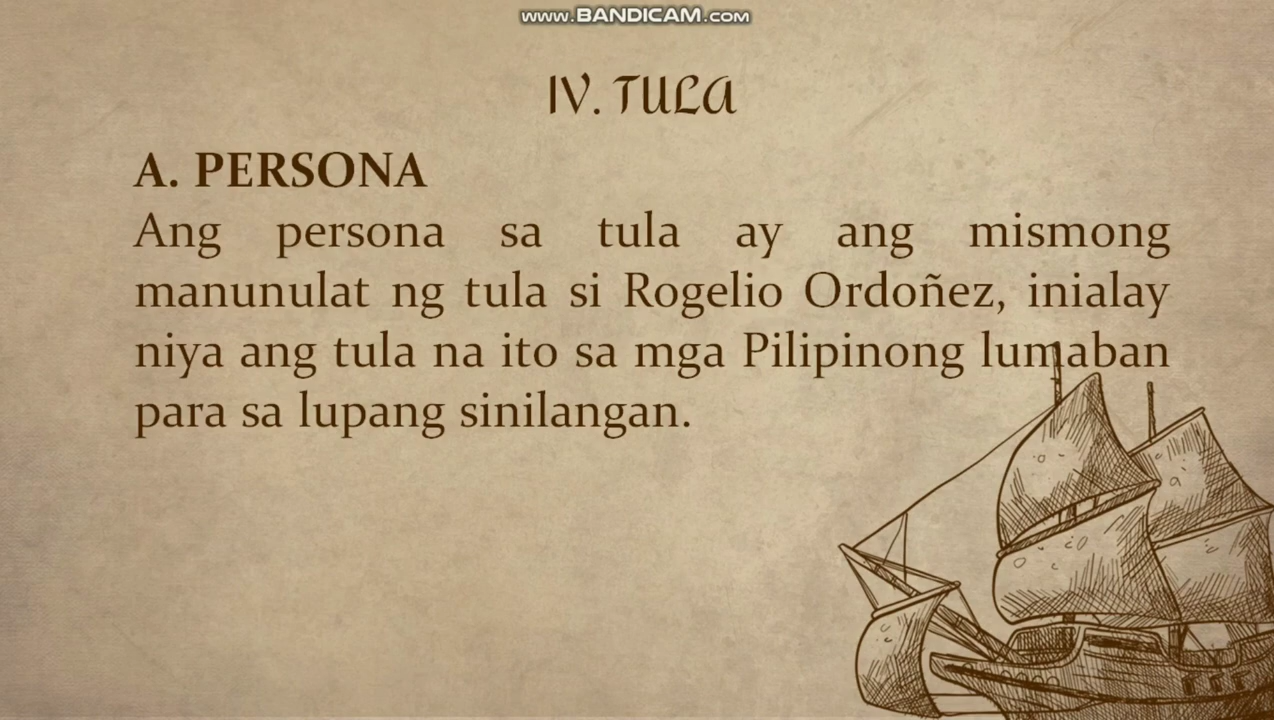 www.BANDICAM.com
IV. TULA
A. PERSONA
Ang persona sa tula ay ang mismong
manunulat ng tula si Rogelio Ordoñez, inialay
niya ang tula na ito sa mga Pilipinong lumaban
para sa lupang sinilangan.